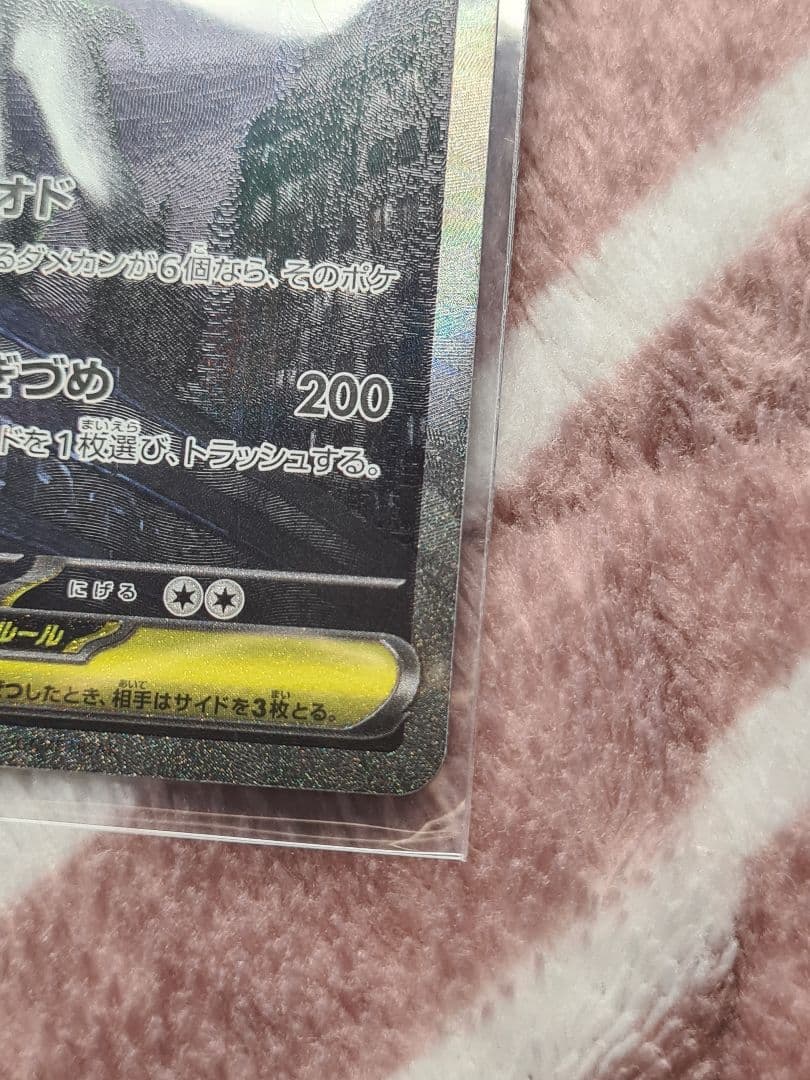 オド
るダメカンが6個なら、そのポケ
ぎづめ 200
ドを1枚選び、トラッシュする。
にげる
ルール
ぜつしたとき、相手はサイドを3枚とる。